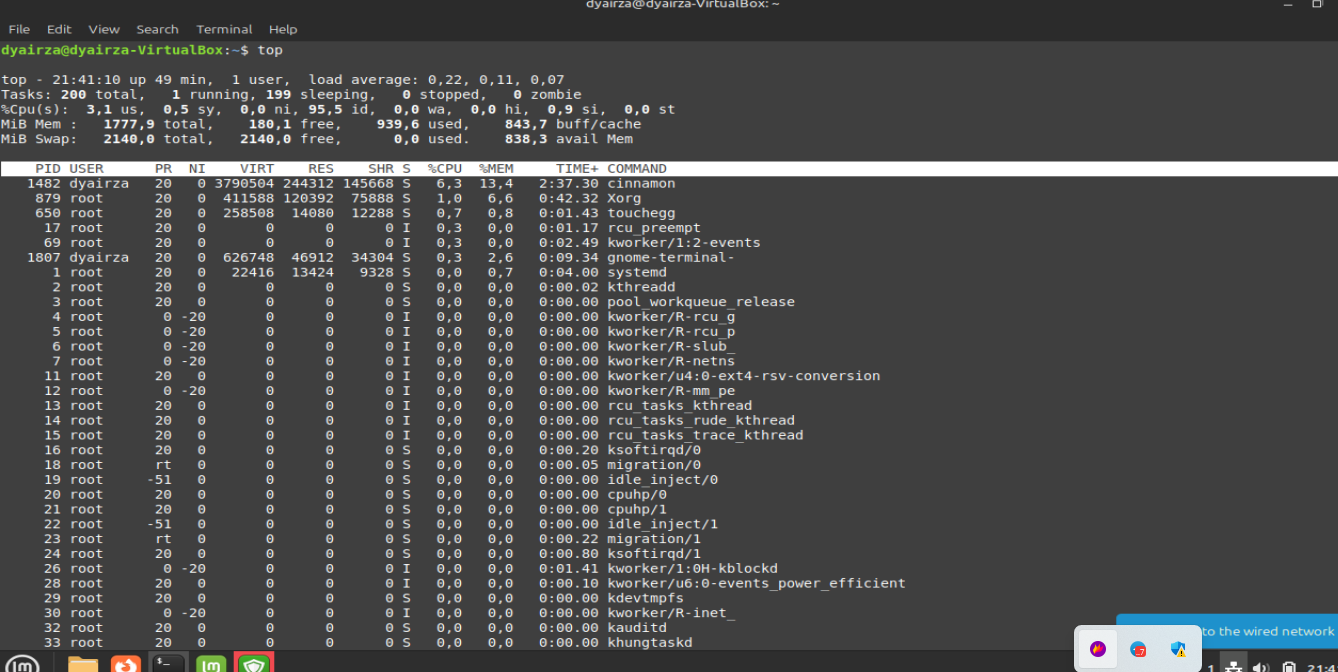 dyairza@dyairza-VirtualBox: ~
File Edit View Search Terminal Help
dyairza@dyairza-VirtualBox:~$ top
top - 21:41:10 up 49 min,  1 user,  load average: 0,22, 0,11, 0,07
Tasks: 200 total,   1 running, 199 sleeping,   0 stopped,   0 zombie
%Cpu(s):  3,1 us,  0,5 sy,  0,0 ni, 95,5 id,  0,0 wa,  0,0 hi,  0,9 si,  0,0 st
MiB Mem :   1777,9 total,    180,1 free,    939,6 used,    843,7 buff/cache
MiB Swap:   2140,0 total,   2140,0 free,      0,0 used.    838,3 avail Mem
PID USER PR NI VIRT RES SHR S %CPU %MEM TIME+ COMMAND
1482 dyairza 20 0 3790504 244312 145668 S 6,3 13,4 2:37.30 cinnamon
879 root 20 0 411588 120392 75888 S 1,0 6,6 0:42.32 Xorg
650 root 20 0 258508 14080 12288 S 0,7 0,8 0:01.43 touchegg
17 root 20 0 0 0 0 I 0,3 0,0 0:01.17 rcu_preempt
69 root 20 0 0 0 0 I 0,3 0,0 0:02.49 kworker/1:2-events
1807 dyairza 20 0 626748 46912 34304 S 0,3 2,6 0:09.34 gnome-terminal-
1 root 20 0 22416 13424 9328 S 0,0 0,7 0:04.00 systemd
2 root 20 0 0 0 0 S 0,0 0,0 0:00.02 kthreadd
3 root 20 0 0 0 0 S 0,0 0,0 0:00.00 pool_workqueue_release
4 root 0 -20 0 0 0 I 0,0 0,0 0:00.00 kworker/R-rcu_g
5 root 0 -20 0 0 0 I 0,0 0,0 0:00.00 kworker/R-rcu_p
6 root 0 -20 0 0 0 I 0,0 0,0 0:00.00 kworker/R-slub_
7 root 0 -20 0 0 0 I 0,0 0,0 0:00.00 kworker/R-netns
11 root 20 0 0 0 0 I 0,0 0,0 0:00.00 kworker/u4:0-ext4-rsv-conversion
12 root 0 -20 0 0 0 I 0,0 0,0 0:00.00 kworker/R-mm_pe
13 root 20 0 0 0 0 I 0,0 0,0 0:00.00 rcu_tasks_kthread
14 root 20 0 0 0 0 I 0,0 0,0 0:00.00 rcu_tasks_rude_kthread
15 root 20 0 0 0 0 I 0,0 0,0 0:00.00 rcu_tasks_trace_kthread
16 root 20 0 0 0 0 S 0,0 0,0 0:00.20 ksoftirqd/0
18 root rt 0 0 0 0 S 0,0 0,0 0:00.05 migration/0
19 root -51 0 0 0 0 S 0,0 0,0 0:00.00 idle_inject/0
20 root 20 0 0 0 0 S 0,0 0,0 0:00.00 cpuhp/0
21 root 20 0 0 0 0 S 0,0 0,0 0:00.00 cpuhp/1
22 root -51 0 0 0 0 S 0,0 0,0 0:00.00 idle_inject/1
23 root rt 0 0 0 0 S 0,0 0,0 0:00.22 migration/1
24 root 20 0 0 0 0 S 0,0 0,0 0:00.80 ksoftirqd/1
26 root 0 -20 0 0 0 I 0,0 0,0 0:01.41 kworker/1:0H-kblockd
28 root 20 0 0 0 0 I 0,0 0,0 0:00.10 kworker/u6:0-events_power_efficient
29 root 20 0 0 0 0 S 0,0 0,0 0:00.00 kdevtmpfs
30 root 0 -20 0 0 0 I 0,0 0,0 0:00.00 kworker/R-inet_
32 root 20 0 0 0 0 S 0,0 0,0 0:00.00 kauditd
33 root 20 0 0 0 0 S 0,0 0,0 0:00.00 khungtaskd
to the wired network
1 21:4